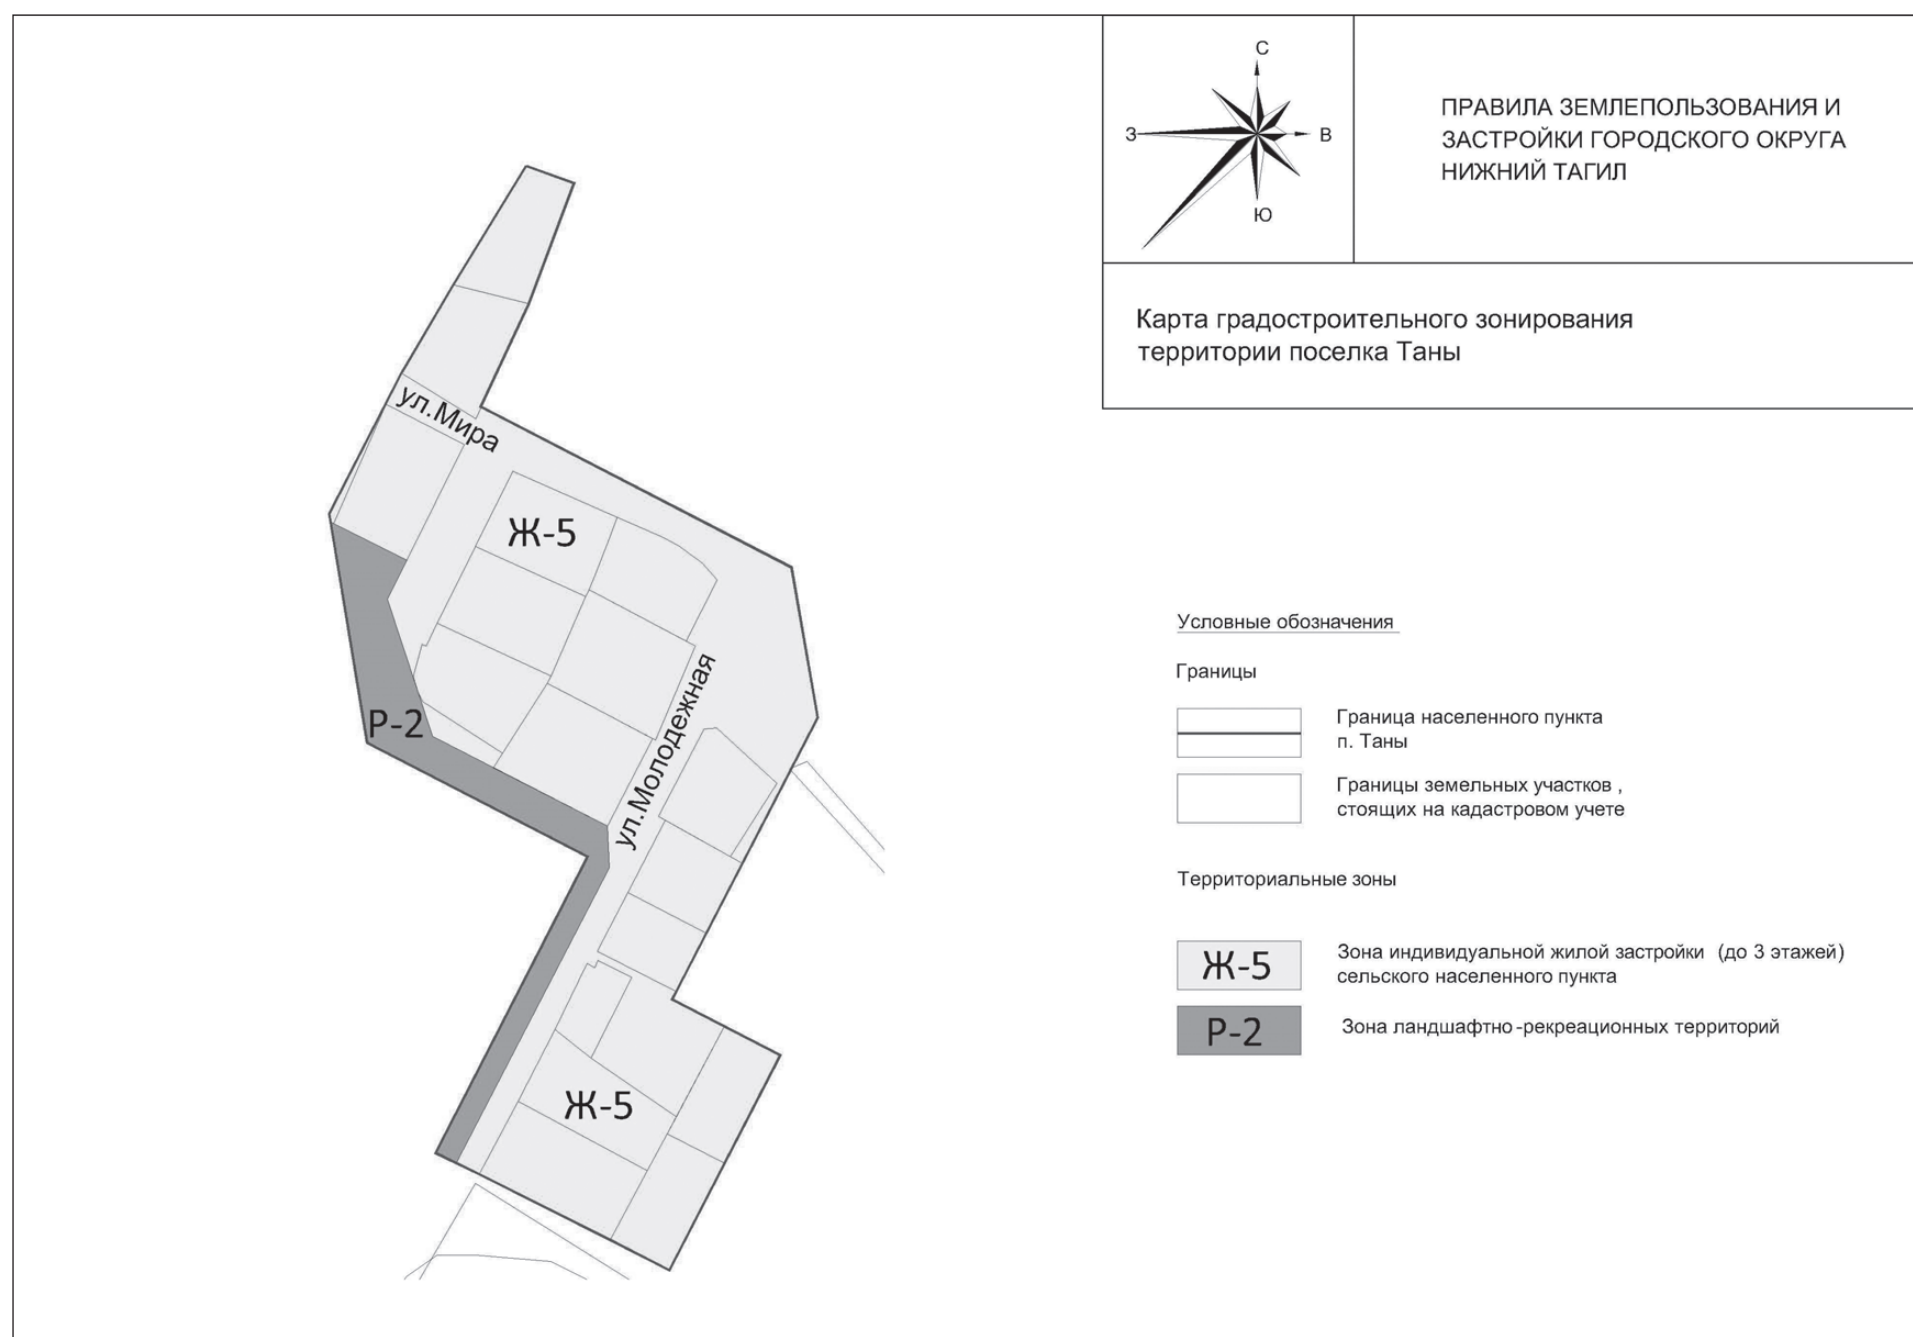 С
З
В
Ю
ПРАВИЛА ЗЕМЛЕПОЛЬЗОВАНИЯ И
ЗАСТРОЙКИ ГОРОДСКОГО ОКРУГА
НИЖНИЙ ТАГИЛ
Карта градостроительного зонирования
территории поселка Таны
ул.Мира
Ж-5
Р-2
ул.Молодежная
Ж-5
Условные обозначения
Границы
Граница населенного пункта
п. Таны
Границы земельных участков ,
стоящих на кадастровом учете
Территориальные зоны
Ж-5
Зона индивидуальной жилой застройки (до 3 этажей)
сельского населенного пункта
Р-2
Зона ландшафтно-рекреационных территорий